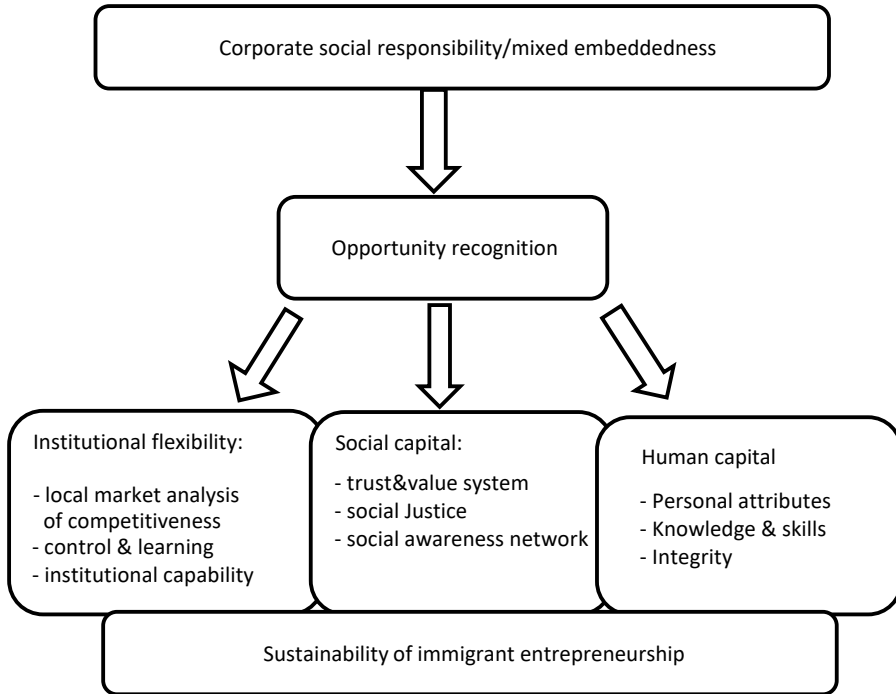 Corporate social responsibility/mixed embeddedness
Opportunity recognition
Institutional flexibility:
- local market analysis
of competitiveness
- control & learning
- institutional capability
Social capital:
- trust&value system
- social Justice
- social awareness network
Human capital
- Personal attributes
- Knowledge & skills
- Integrity
Sustainability of immigrant entrepreneurship